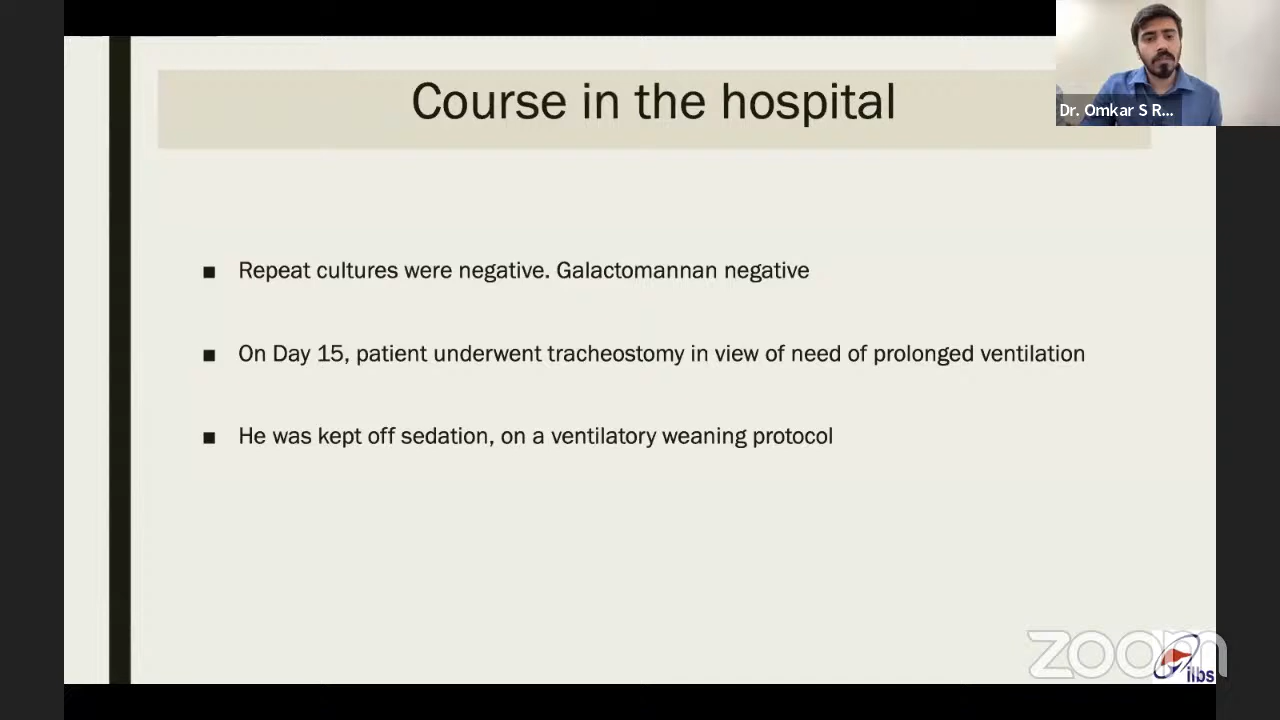 Course in the hospital
Dr. Omkar S R...
■ Repeat cultures were negative. Galactomannan negative
■ On Day 15, patient underwent tracheostomy in view of need of prolonged ventilation
■ He was kept off sedation, on a ventilatory weaning protocol
zoom
ilbs